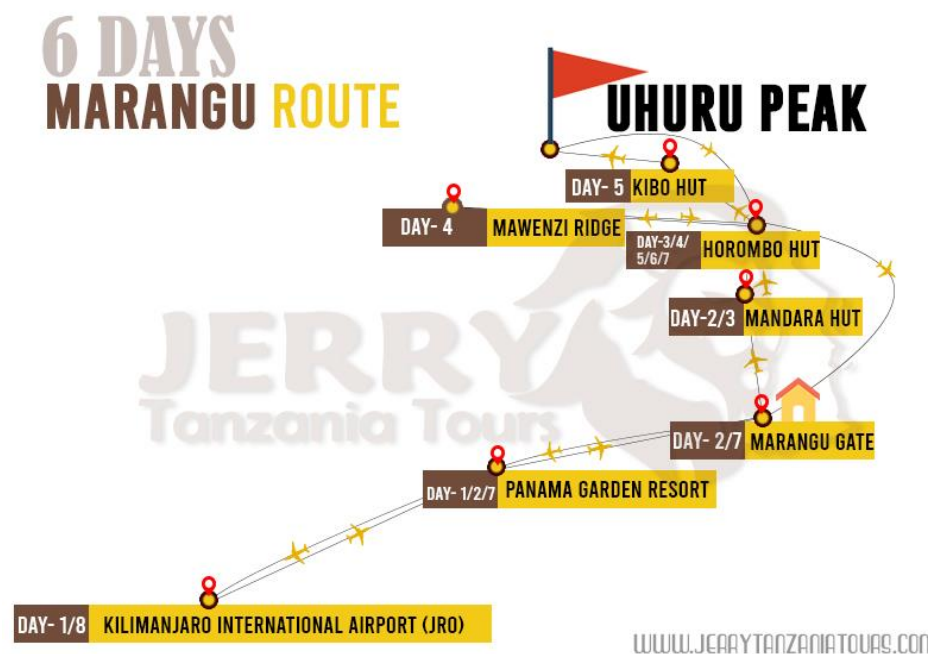 6 DAYS
MARANGU ROUTE
UHURU PEAK
DAY- 5 KIBO HUT
DAY- 4 MAWENZI RIDGE
DAY-3/4/
5/6/7
HOROMBO HUT
DAY-2/3 MANDARA HUT
JERRY
Tanzania Tours
DAY- 2/7 MARANGU GATE
DAY- 1/2/7 PANAMA GARDEN RESORT
DAY- 1/8 KILIMANJARO INTERNATIONAL AIRPORT (JRO)
WWW.JERRYTANZANIATOURS.COM